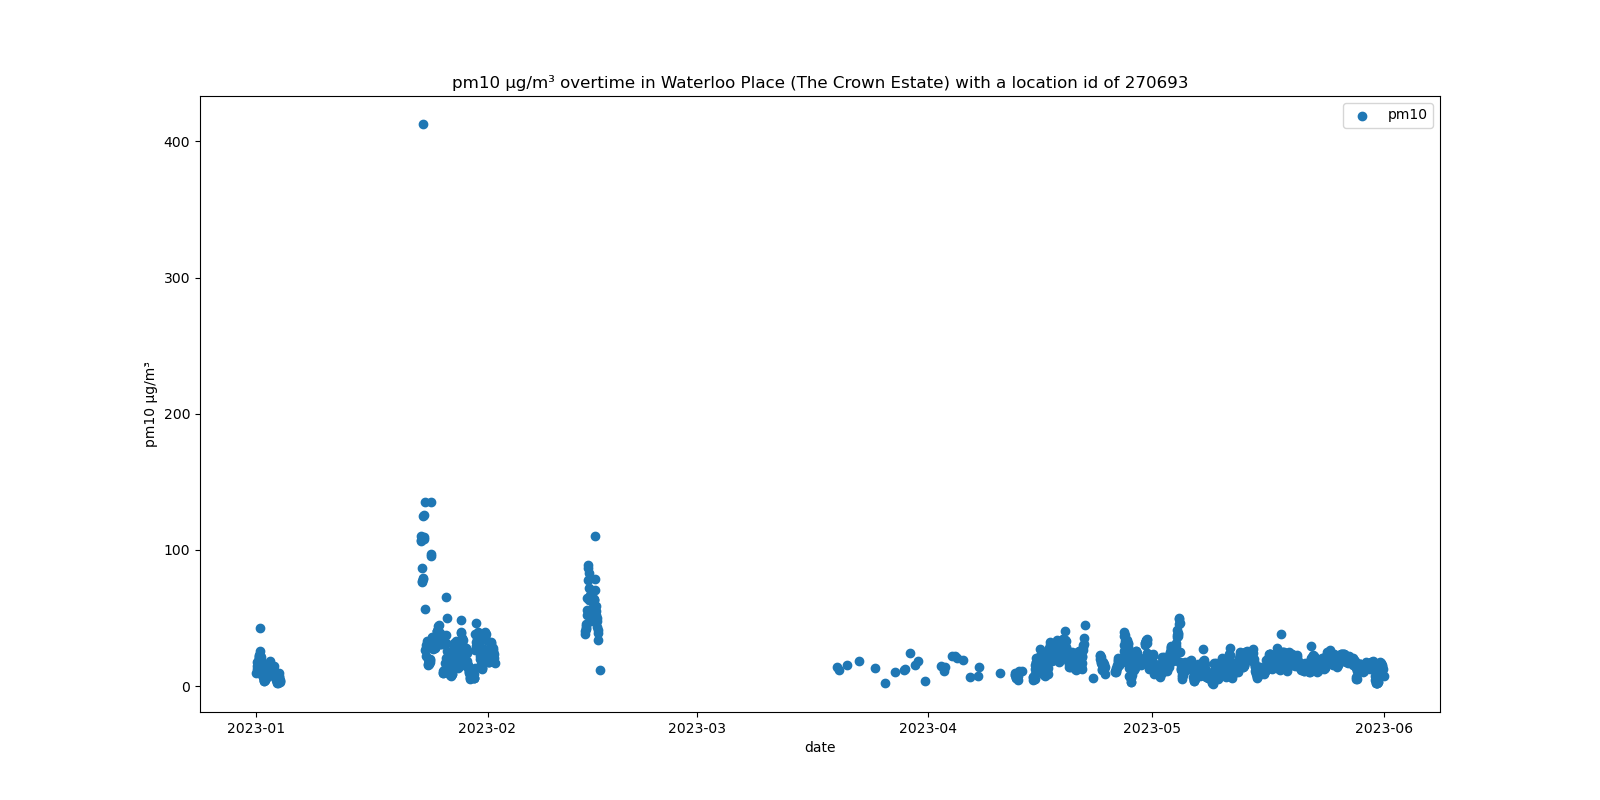 pm10 µg/m³ overtime in Waterloo Place (The Crown Estate) with a location id of 270693
pm10
400
300
200
100
0
pm10 µg/m³
2023-01
2023-02
2023-03
2023-04
2023-05
2023-06
date